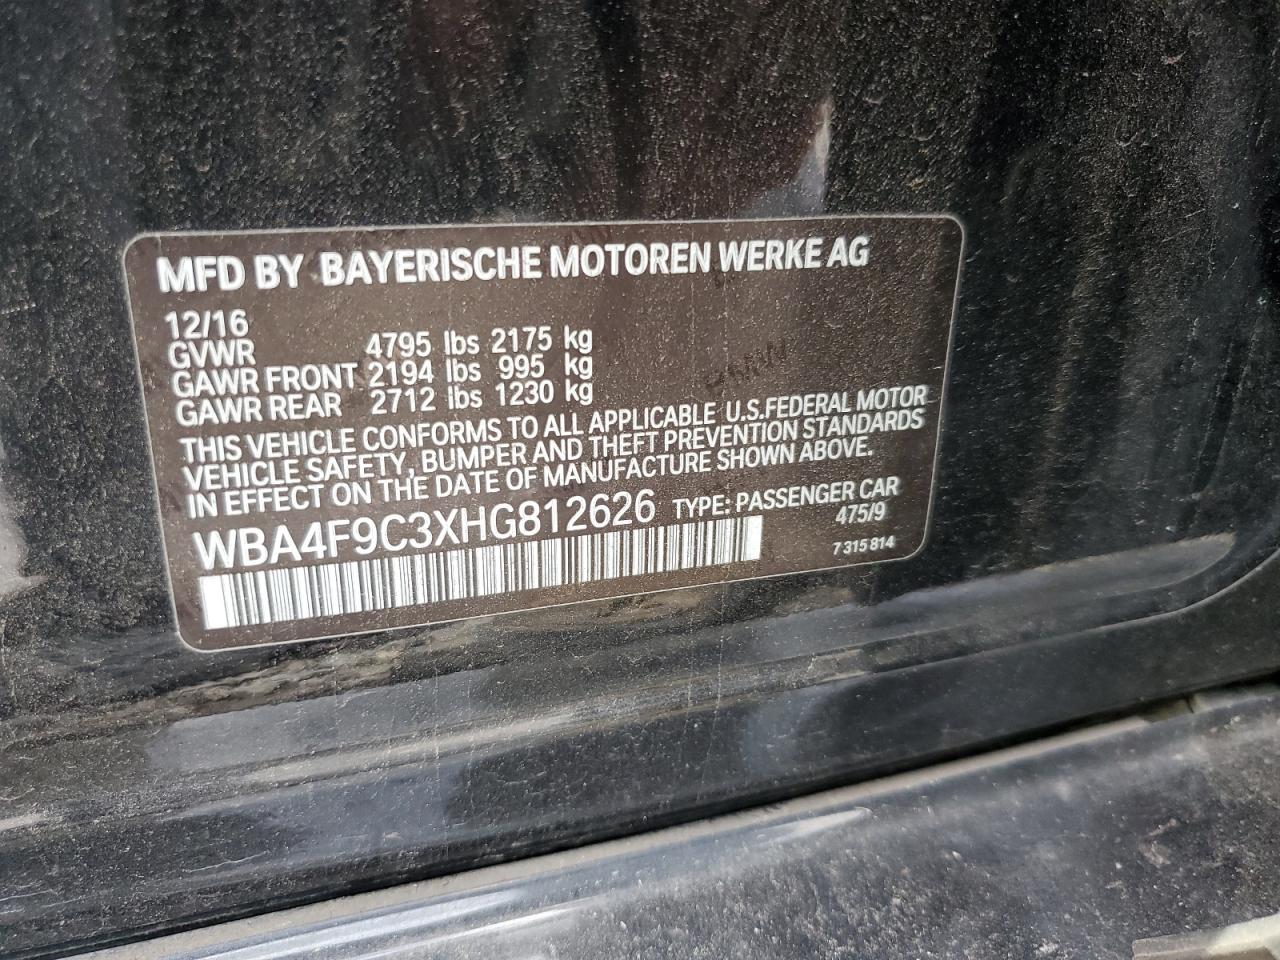 MFD BY BAYERISCHE MOTOREN WERKE AG
12/16
GVWR 4795 lbs 2175 kg
GAWR FRONT 2194 lbs 995 kg
GAWR REAR 2712 lbs 1230 kg
THIS VEHICLE CONFORMS TO ALL APPLICABLE U.S.FEDERAL MOTOR
VEHICLE SAFETY, BUMPER AND THEFT PREVENTION STANDARDS
IN EFFECT ON THE DATE OF MANUFACTURE SHOWN ABOVE.
WBA4F9C3XHG812626 TYPE: PASSENGER CAR
475/9
7 315 814